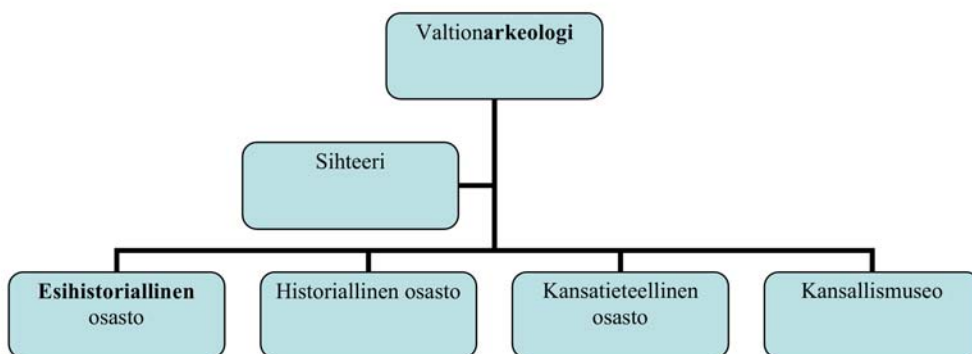 Valtionarkeologi
Sihteeri
Esihistoriallinen
osasto
Historiallinen osasto
Kansatieteellinen
osasto
Kansallismuseo